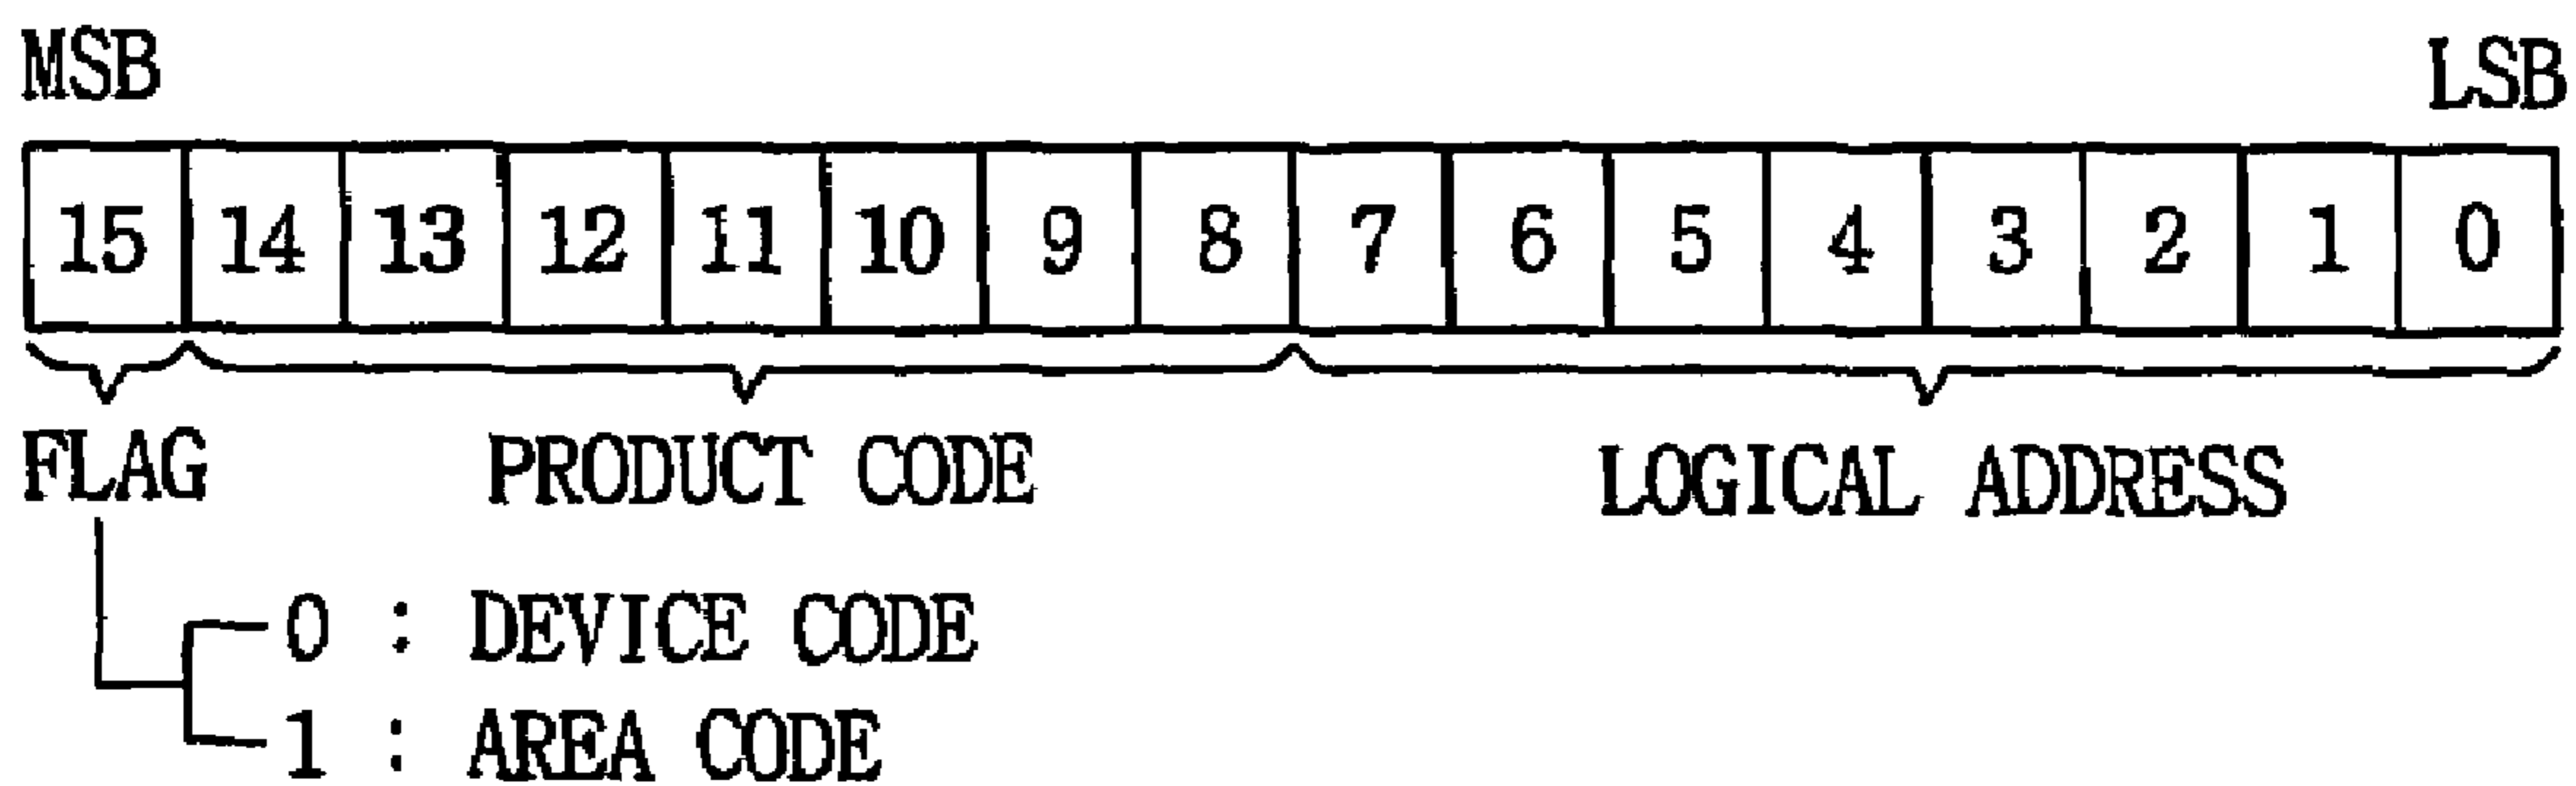 MSB LSB
15 14 13 12 11 10 9 8 7 6 5 4 3 2 1 0
FLAG PRODUCT CODE LOGICAL ADDRESS
0 : DEVICE CODE
1 : AREA CODE